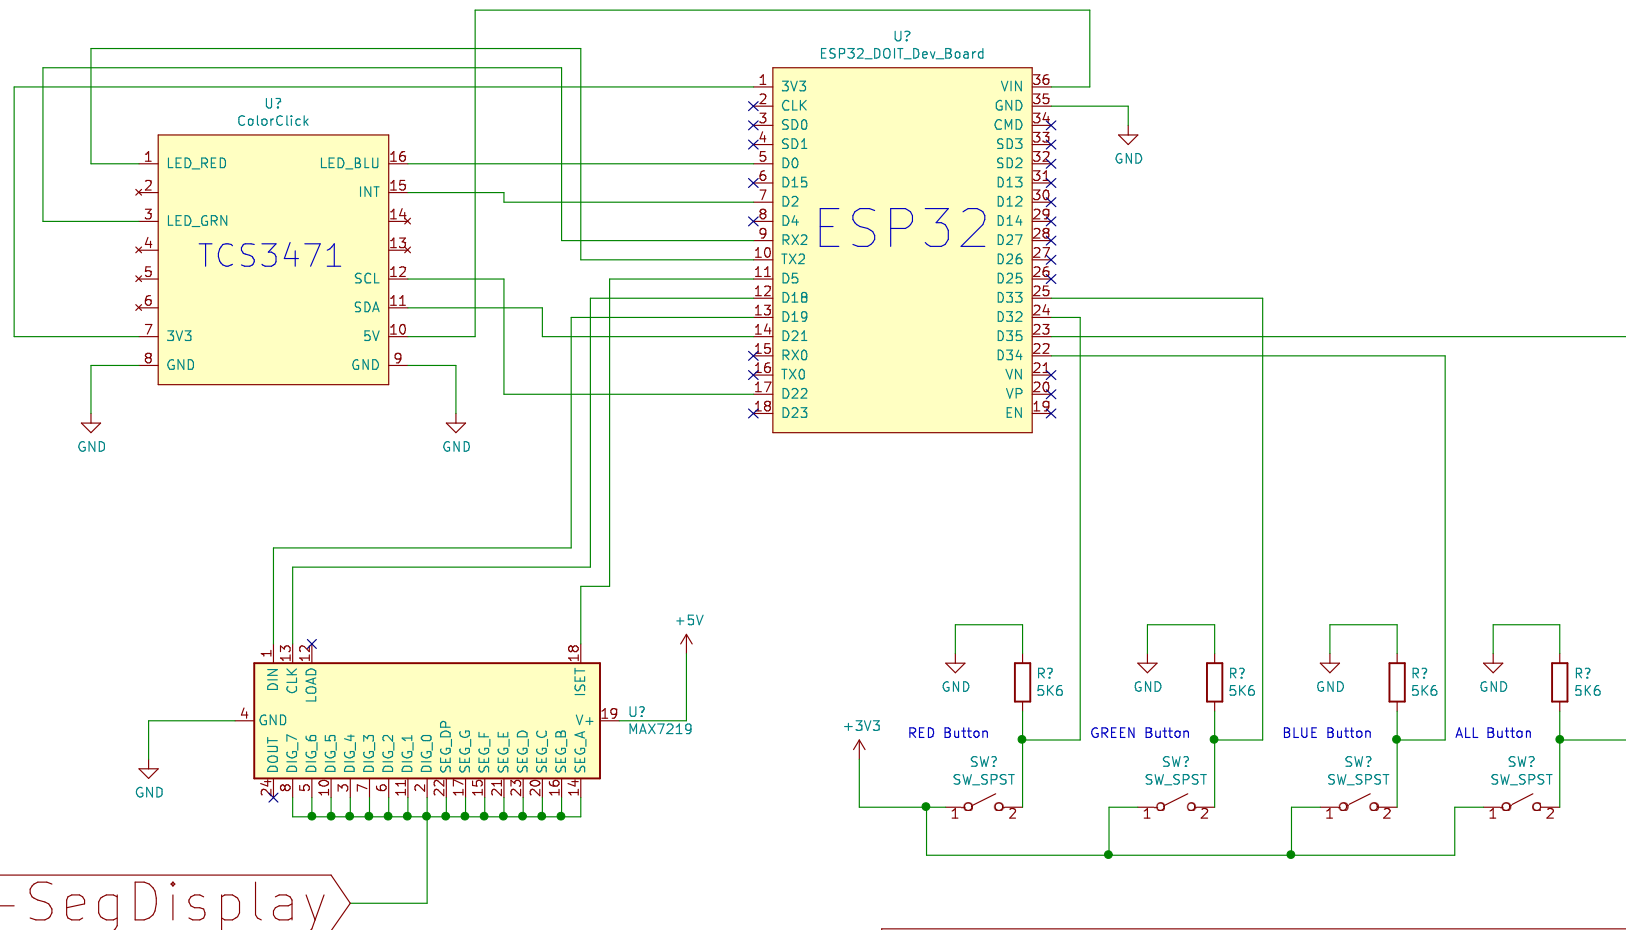 U?
ESP32_DOIT_Dev_Board
1 3V3
2 CLK
3 SD0
4 SD1
5 D0
6 D15
7 D2
8 D4
9 RX2
10 TX2
11 D5
12 D18
13 D19
14 D21
15 RX0
16 TX0
17 D22
18 D23
ESP32
VIN 36
GND 35
CMD 34
SD3 33
SD2 32
D13 31
D12 30
D14 29
D27 28
D26 27
D25 26
D33 25
D32 24
D35 23
D34 22
VN 21
VP 20
EN 19
GND
U?
ColorClick
1 LED_RED
2
3 LED_GRN
4
5
6
7 3V3
8 GND
TCS3471
LED_BLU 16
INT 15
14
13
SCL 12
SDA 11
5V 10
GND 9
GND
GND
+5V
1 DIN
13 CLK
12 LOAD
18 ISET
4 GND
V+ 19
U?
MAX7219
DOUT 24
DIG_7 8
DIG_6 5
DIG_5 10
DIG_4 3
DIG_3 7
DIG_2 6
DIG_1 11
DIG_0 2
SEG_DP 22
SEG_G 17
SEG_F 15
SEG_E 21
SEG_D 23
SEG_C 20
SEG_B 16
SEG_A 14
GND
-SegDisplay
+3V3
GND
R?
5K6
RED Button
SW?
SW_SPST
1 2
GND
R?
5K6
GREEN Button
SW?
SW_SPST
1 2
GND
R?
5K6
BLUE Button
SW?
SW_SPST
1 2
GND
R?
5K6
ALL Button
SW?
SW_SPST
1 2